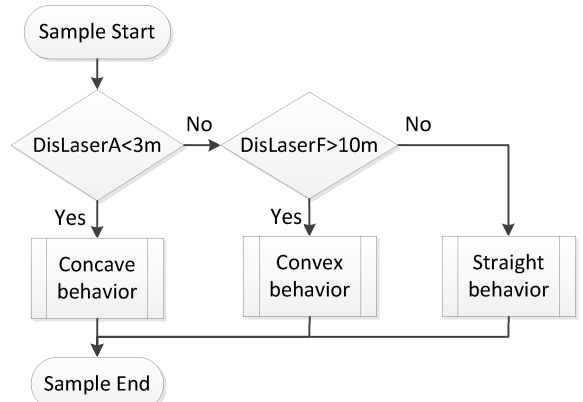 Sample Start
DisLaserA<3m
No
DisLaserF>10m
No
Yes
Yes
Concave
behavior
Convex
behavior
Straight
behavior
Sample End